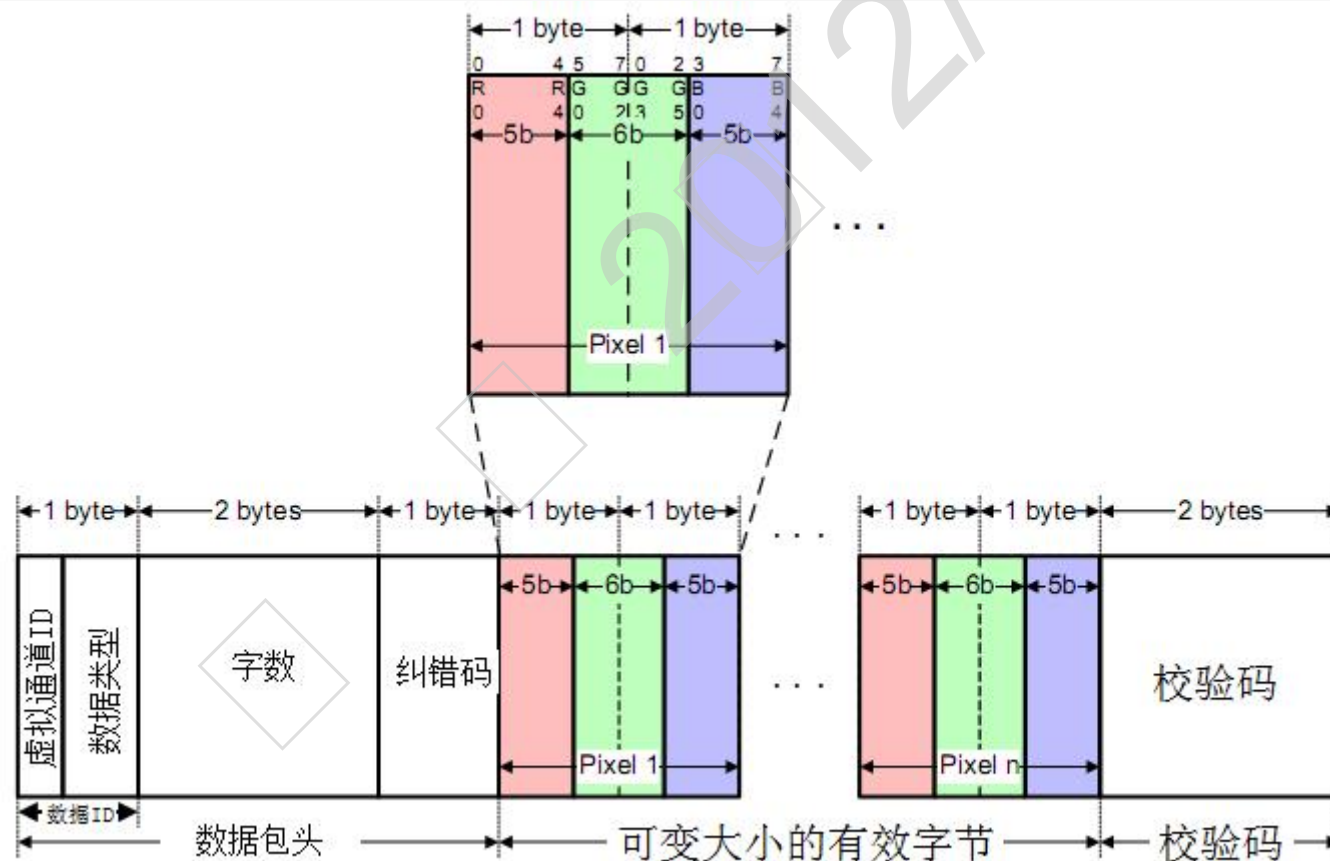 1 byte 1 byte
0 4 5 7 0 2 3 7
R R G G G G B B
0 4 0 2 3 5 0 4
5b 6b 5b
2012/
...
Pixel 1
1 byte 2 bytes 1 byte 1 byte 1 byte ... 1 byte 1 byte 2 bytes
5b 6b 5b 5b 6b 5b
虚拟通道ID 数据类型 字数 纠错码 ... 校验码
Pixel 1 Pixel n
数据ID
数据包头 可变大小的有效字节 校验码